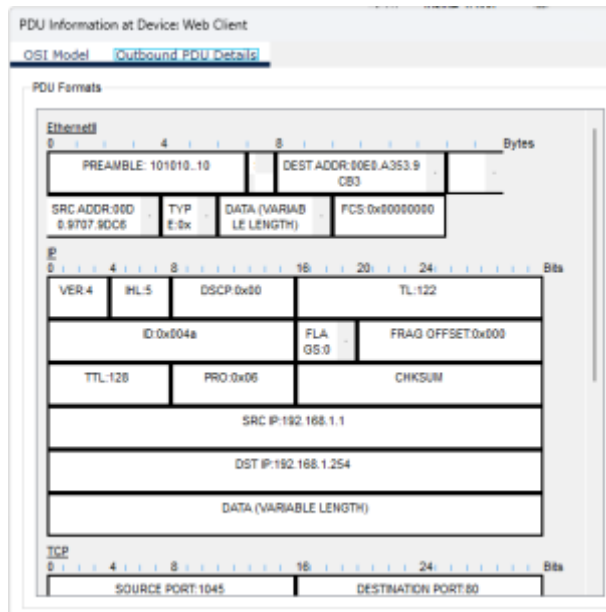 PDU Information at Device: Web Client
OSI Model Outbound PDU Details
PDU Formats
EthernetII
0 4 8 Bytes
PREAMBLE: 101010..10 DEST ADDR:00E0.A353.9
CB3
SRC ADDR:00D TYP DATA (VARIAB FCS:0x00000000
0.9707.9DC6 E:0x LE LENGTH)
IP
0 4 8 16 20 24 Bits
VER:4 IHL:5 DSCP:0x00 TL:122
ID:0x004a FLA FRAG OFFSET:0x000
GS:0
TTL:128 PRO:0x06 CHKSUM
SRC IP:192.168.1.1
DST IP:192.168.1.254
DATA (VARIABLE LENGTH)
TCP
0 4 8 16 24 Bits
SOURCE PORT:1045 DESTINATION PORT:80